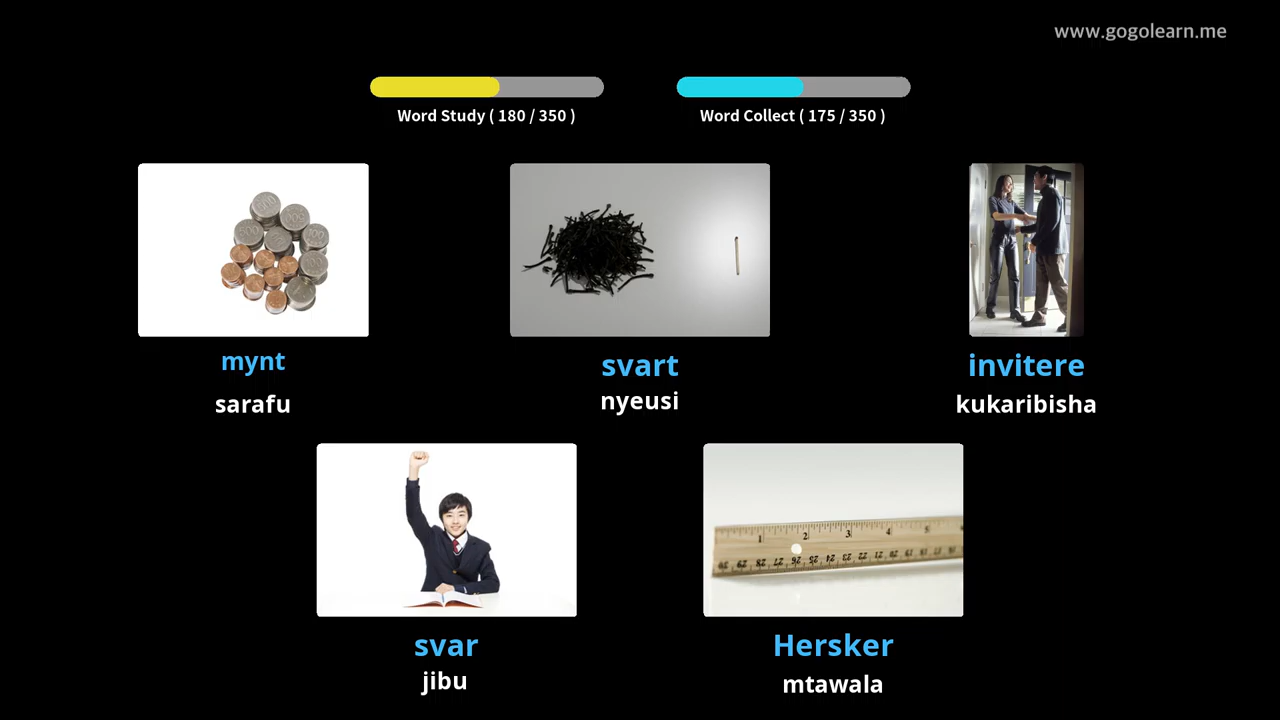 www.gogolearn.me
Word Study ( 180 / 350 )
Word Collect ( 175 / 350 )
mynt
sarafu
svart
nyeusi
invitere
kukaribisha
svar
jibu
Hersker
mtawala